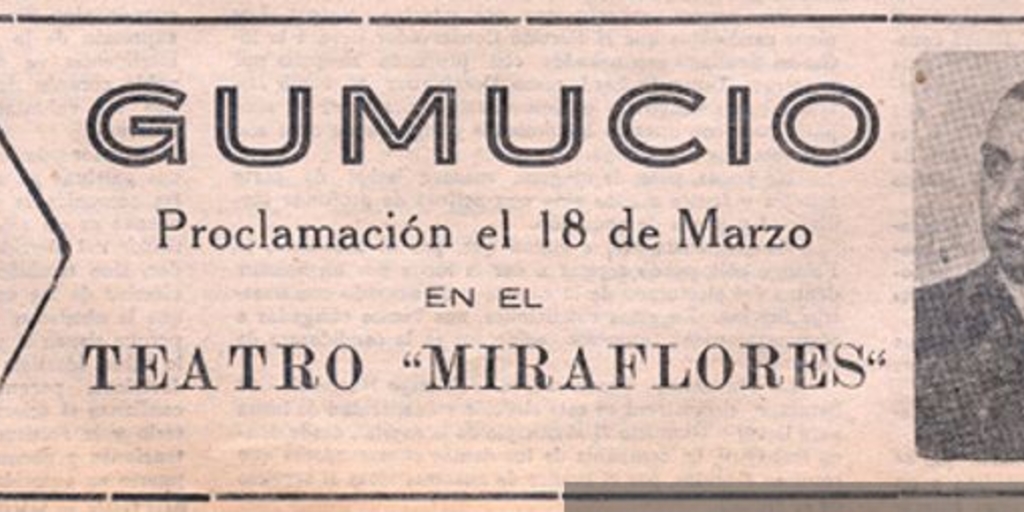 GUMUCIO
Proclamación el 18 de Marzo
EN EL
TEATRO “MIRAFLORES“